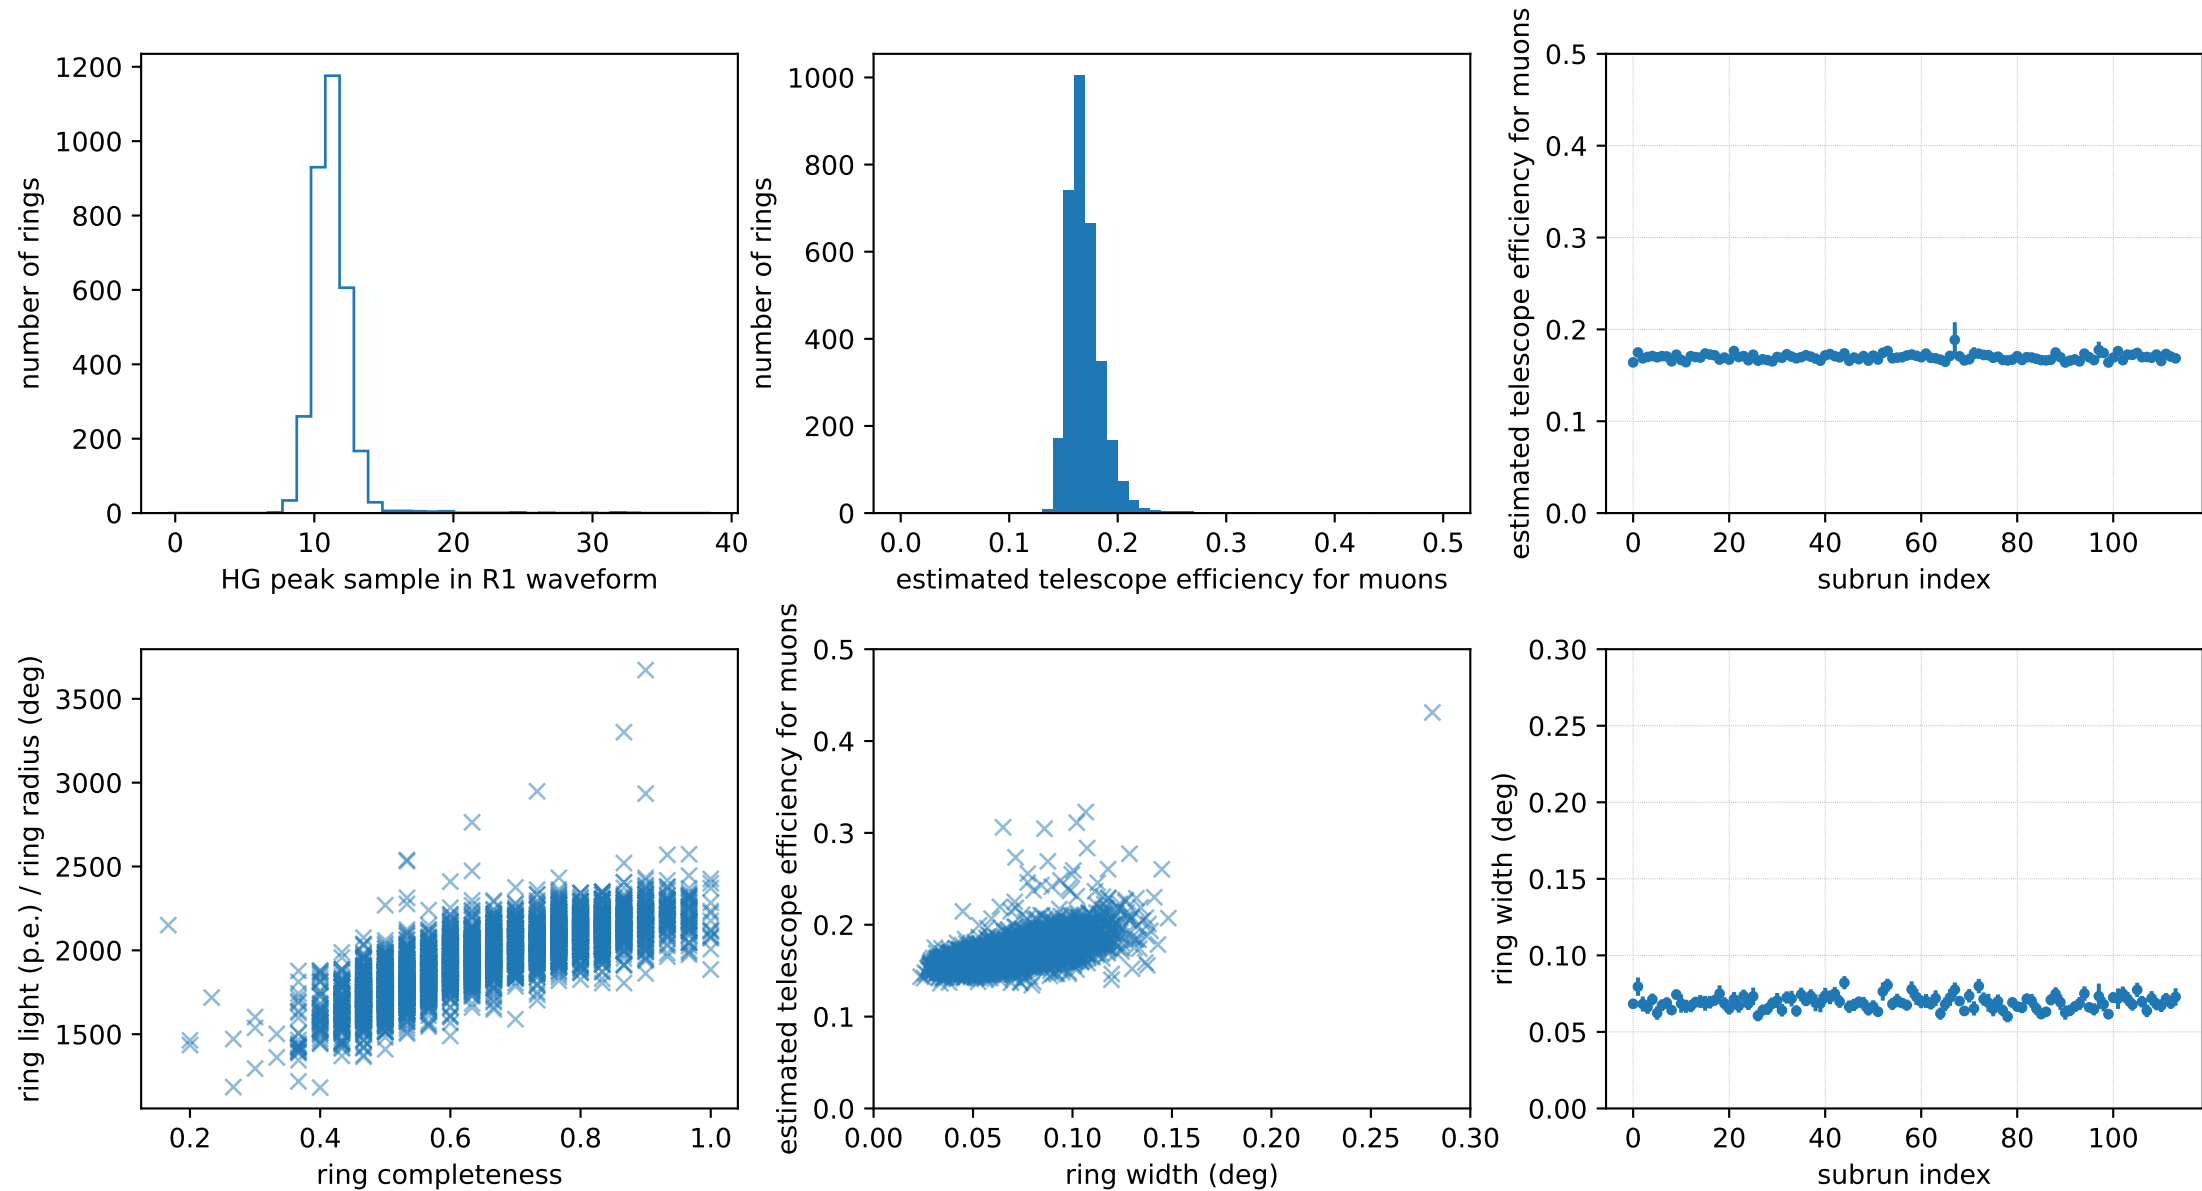 number of rings
1200
1000
800
600
400
200
0
0 10 20 30 40
HG peak sample in R1 waveform
number of rings
1000
800
600
400
200
0
0.0 0.1 0.2 0.3 0.4 0.5
estimated telescope efficiency for muons
estimated telescope efficiency for muons
0.5
0.4
0.3
0.2
0.1
0.0
0 20 40 60 80 100
subrun index
ring light (p.e.) / ring radius (deg)
3500
3000
2500
2000
1500
0.2 0.4 0.6 0.8 1.0
ring completeness
estimated telescope efficiency for muons
0.5
0.4
0.3
0.2
0.1
0.0
0.00 0.05 0.10 0.15 0.20 0.25 0.30
ring width (deg)
ring width (deg)
0.30
0.25
0.20
0.15
0.10
0.05
0.00
0 20 40 60 80 100
subrun index